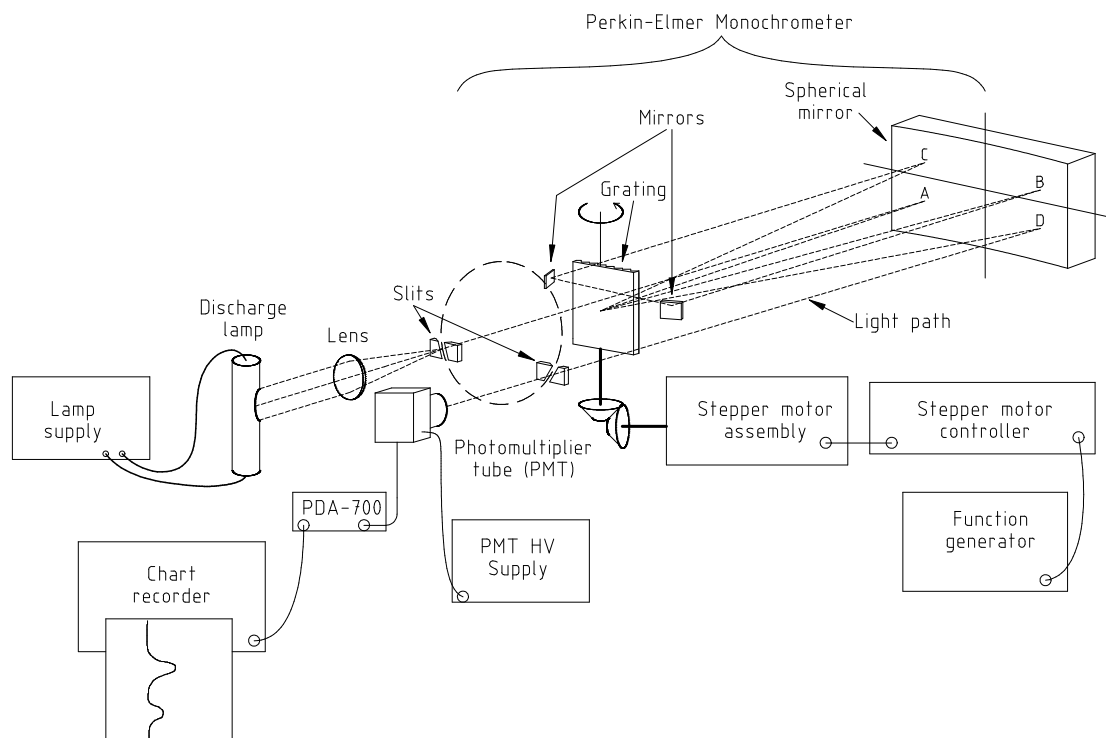 Perkin-Elmer Monochrometer
Spherical
mirror
Mirrors
C
Grating
B
A
D
Slits
Discharge
lamp
Light path
Lens
Lamp
supply
Stepper motor
assembly
Stepper motor
controller
Photomultiplier
tube (PMT)
PDA-700
Function
generator
PMT HV
Supply
Chart
recorder